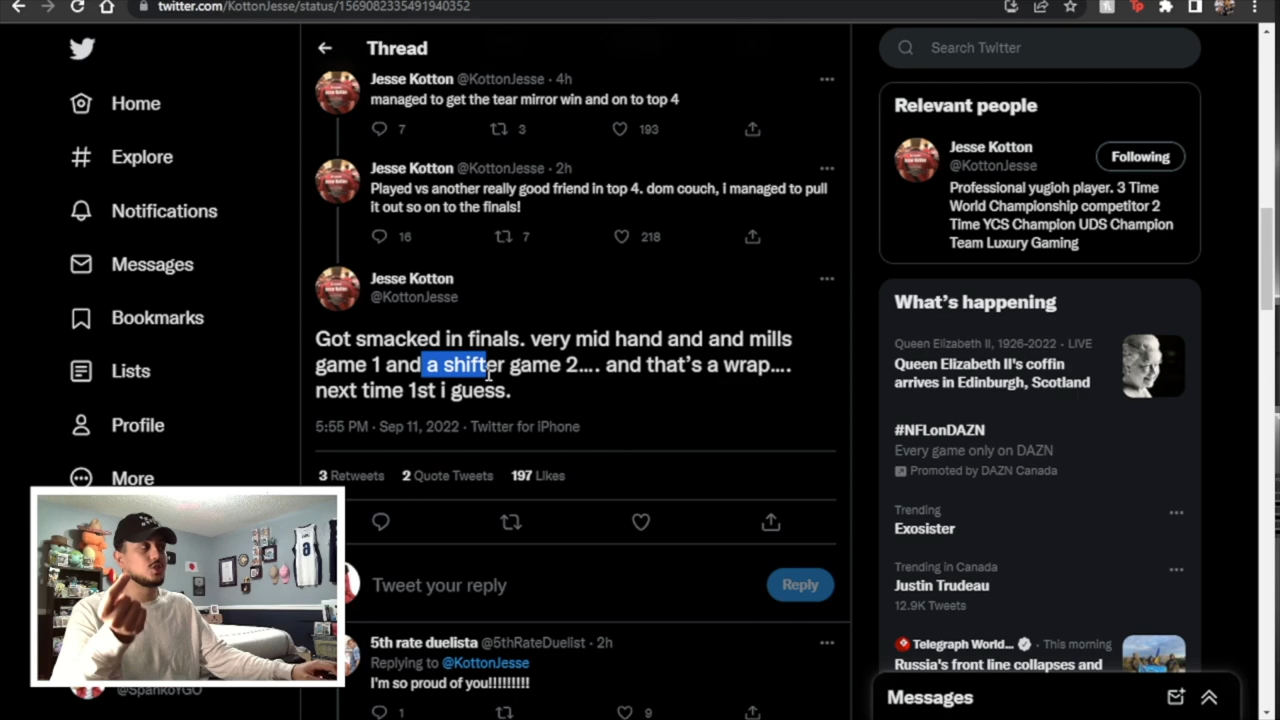 twitter.com/KottonJesse/status/1569082335491940352
Home
Explore
Notifications
Messages
Bookmarks
Lists
Profile
More
@SpankoYGO
Thread
Jesse Kotton @KottonJesse · 4h
managed to get the tear mirror win and on to top 4
7 3 193
Jesse Kotton @KottonJesse · 2h
Played vs another really good friend in top 4. dom couch, i managed to pull
it out so on to the finals!
16 7 218
Jesse Kotton
@KottonJesse
Got smacked in finals. very mid hand and and mills
game 1 and a shifter game 2.... and that's a wrap....
next time 1st i guess.
5:55 PM · Sep 11, 2022 · Twitter for iPhone
3 Retweets 2 Quote Tweets 197 Likes
Tweet your reply
Reply
5th rate duelista @5thRateDuelist · 2h
Replying to @KottonJesse
I'm so proud of you!!!!!!!!!
1 9
Search Twitter
Relevant people
Jesse Kotton
@KottonJesse
Following
Professional yugioh player. 3 Time
World Championship competitor 2
Time YCS Champion UDS Champion
Team Luxury Gaming
What's happening
Queen Elizabeth II, 1926-2022 · LIVE
Queen Elizabeth II's coffin
arrives in Edinburgh, Scotland
#NFLonDAZN
Every game only on DAZN
Promoted by DAZN Canada
Trending
Exosister
Trending in Canada
Justin Trudeau
12.9K Tweets
Telegraph World... · This morning
Russia's front line collapses and
Messages